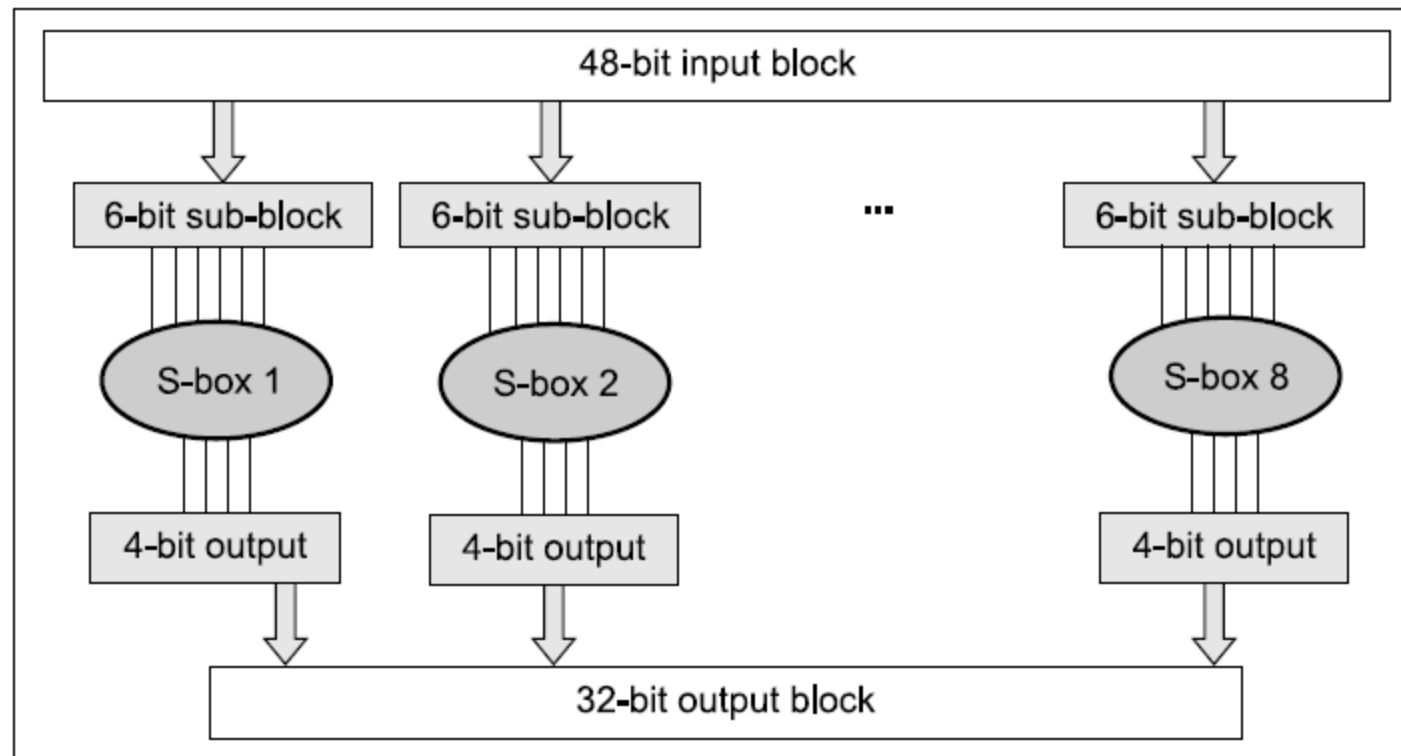 48-bit input block
6-bit sub-block 6-bit sub-block ... 6-bit sub-block
S-box 1 S-box 2 S-box 8
4-bit output 4-bit output 4-bit output
32-bit output block